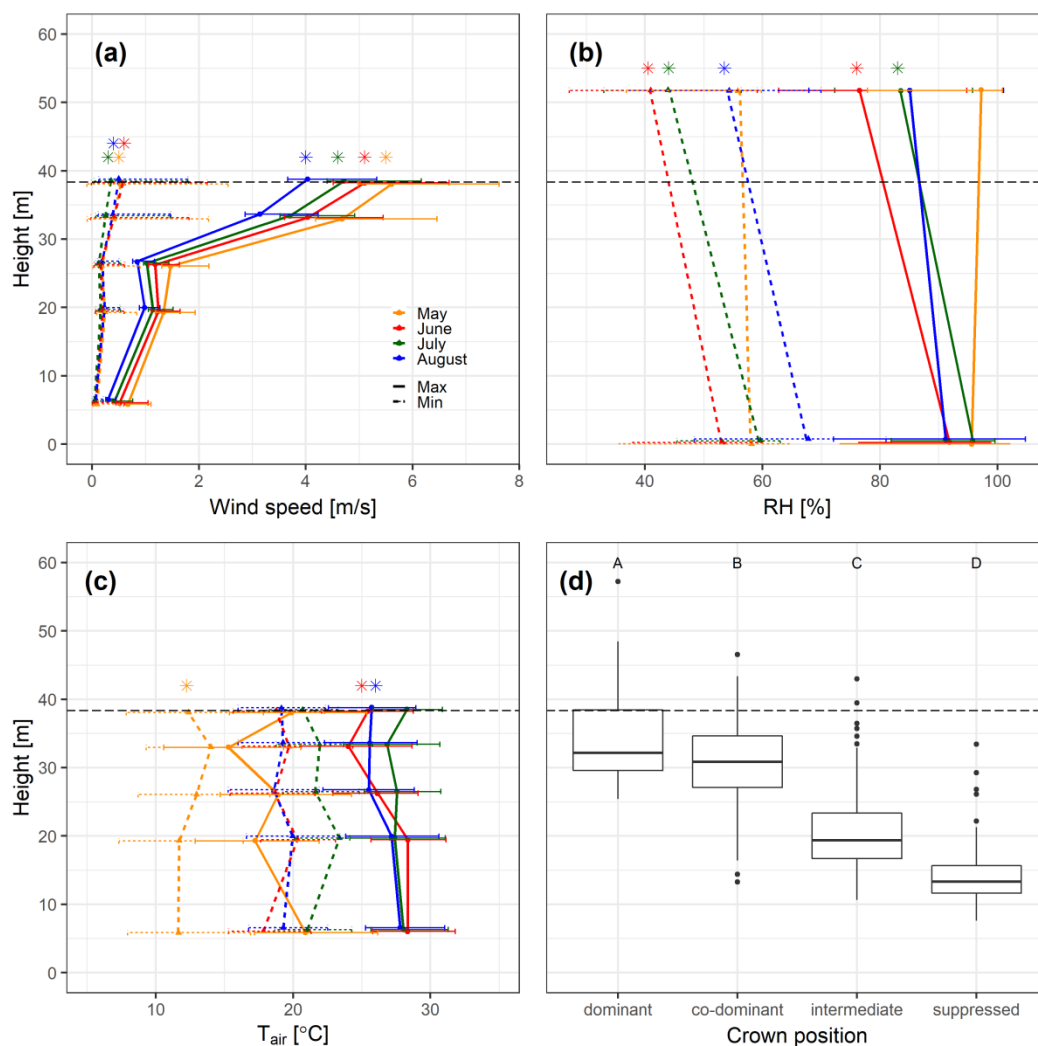 (a)
Height [m]
60
50
40
30
20
10
0
May
June
July
August
Max
Min
0 2 4 6 8
Wind speed [m/s]
(b)
40 60 80 100
RH [%]
(c)
Height [m]
60
50
40
30
20
10
0
10 20 30
Tair [°C]
(d)
A B C D
dominant co-dominant intermediate suppressed
Crown position